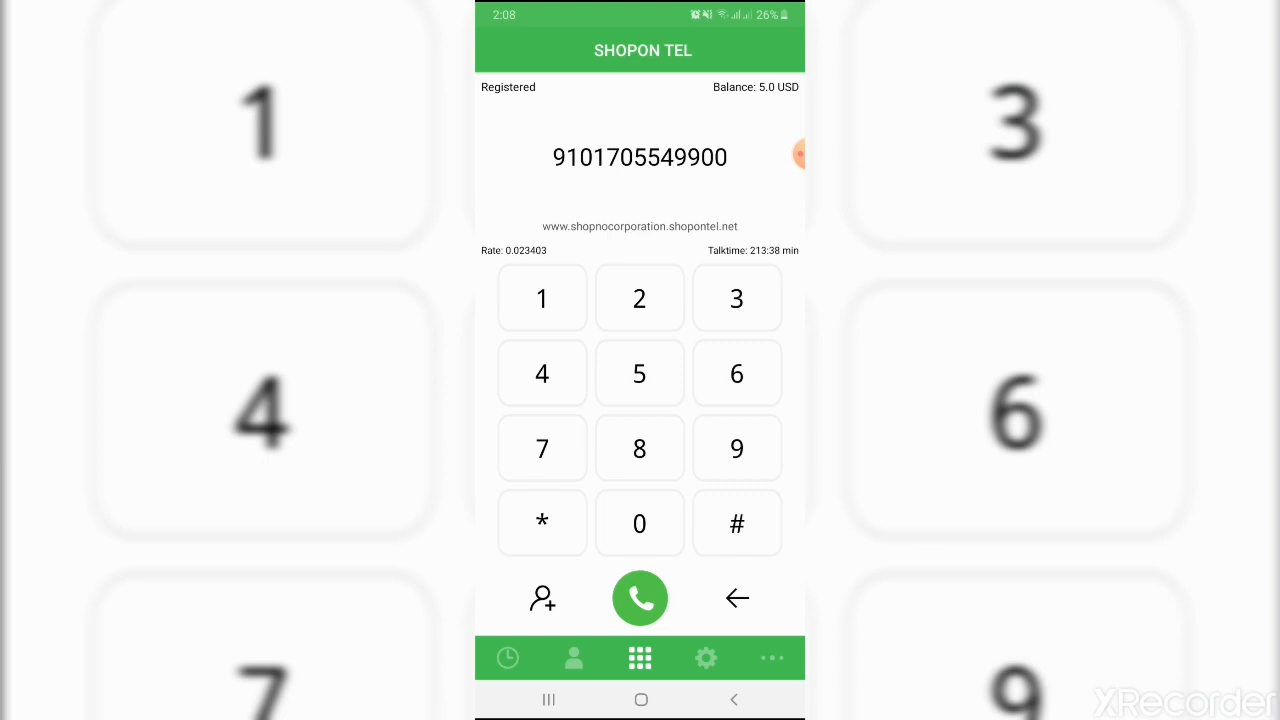 2:08 26%
SHOPON TEL
Registered Balance: 5.0 USD
9101705549900
www.shopnocorporation.shopontel.net
Rate: 0.023403 Talktime: 213:38 min
1 2 3
4 5 6
7 8 9
* 0 #
1 3
4 6
7 9
XRecorder